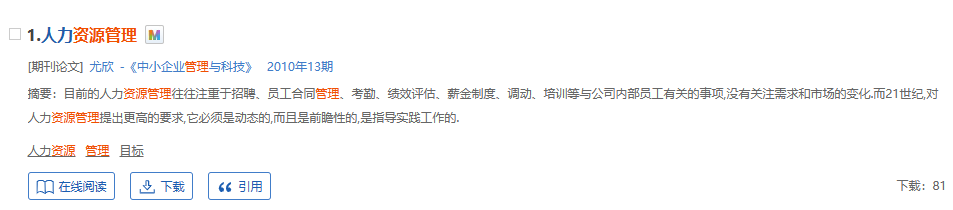 1.人力资源管理 M
[期刊论文] 尤欣 -《中小企业管理与科技》 2010年13期
摘要：目前的人力资源管理往往注重于招聘、员工合同管理、考勤、绩效评估、薪金制度、调动、培训等与公司内部员工有关的事项,没有关注需求和市场的变化.而21世纪,对
人力资源管理提出更高的要求,它必须是动态的,而且是前瞻性的,是指导实践工作的.
人力资源 管理 目标
在线阅读 下载 引用 下载：81